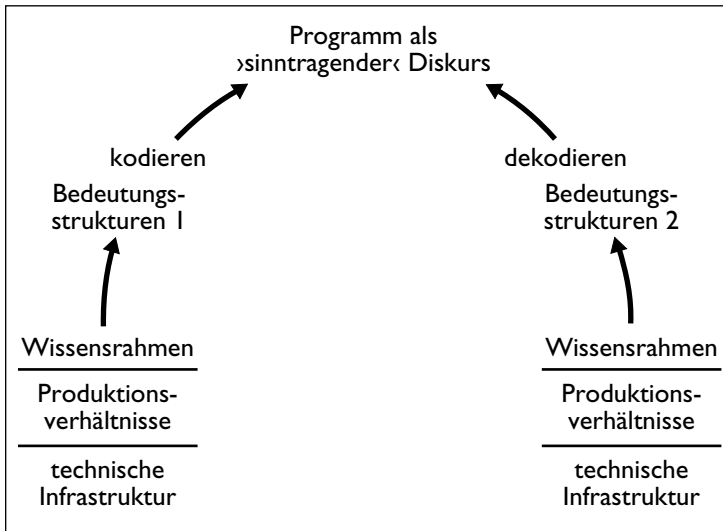 Programm als
›sinntragender‹ Diskurs
kodieren
dekodieren
Bedeutungs-
strukturen 1
Bedeutungs-
strukturen 2
Wissensrahmen
Produktions-
verhältnisse
technische
Infrastruktur
Wissensrahmen
Produktions-
verhältnisse
technische
Infrastruktur